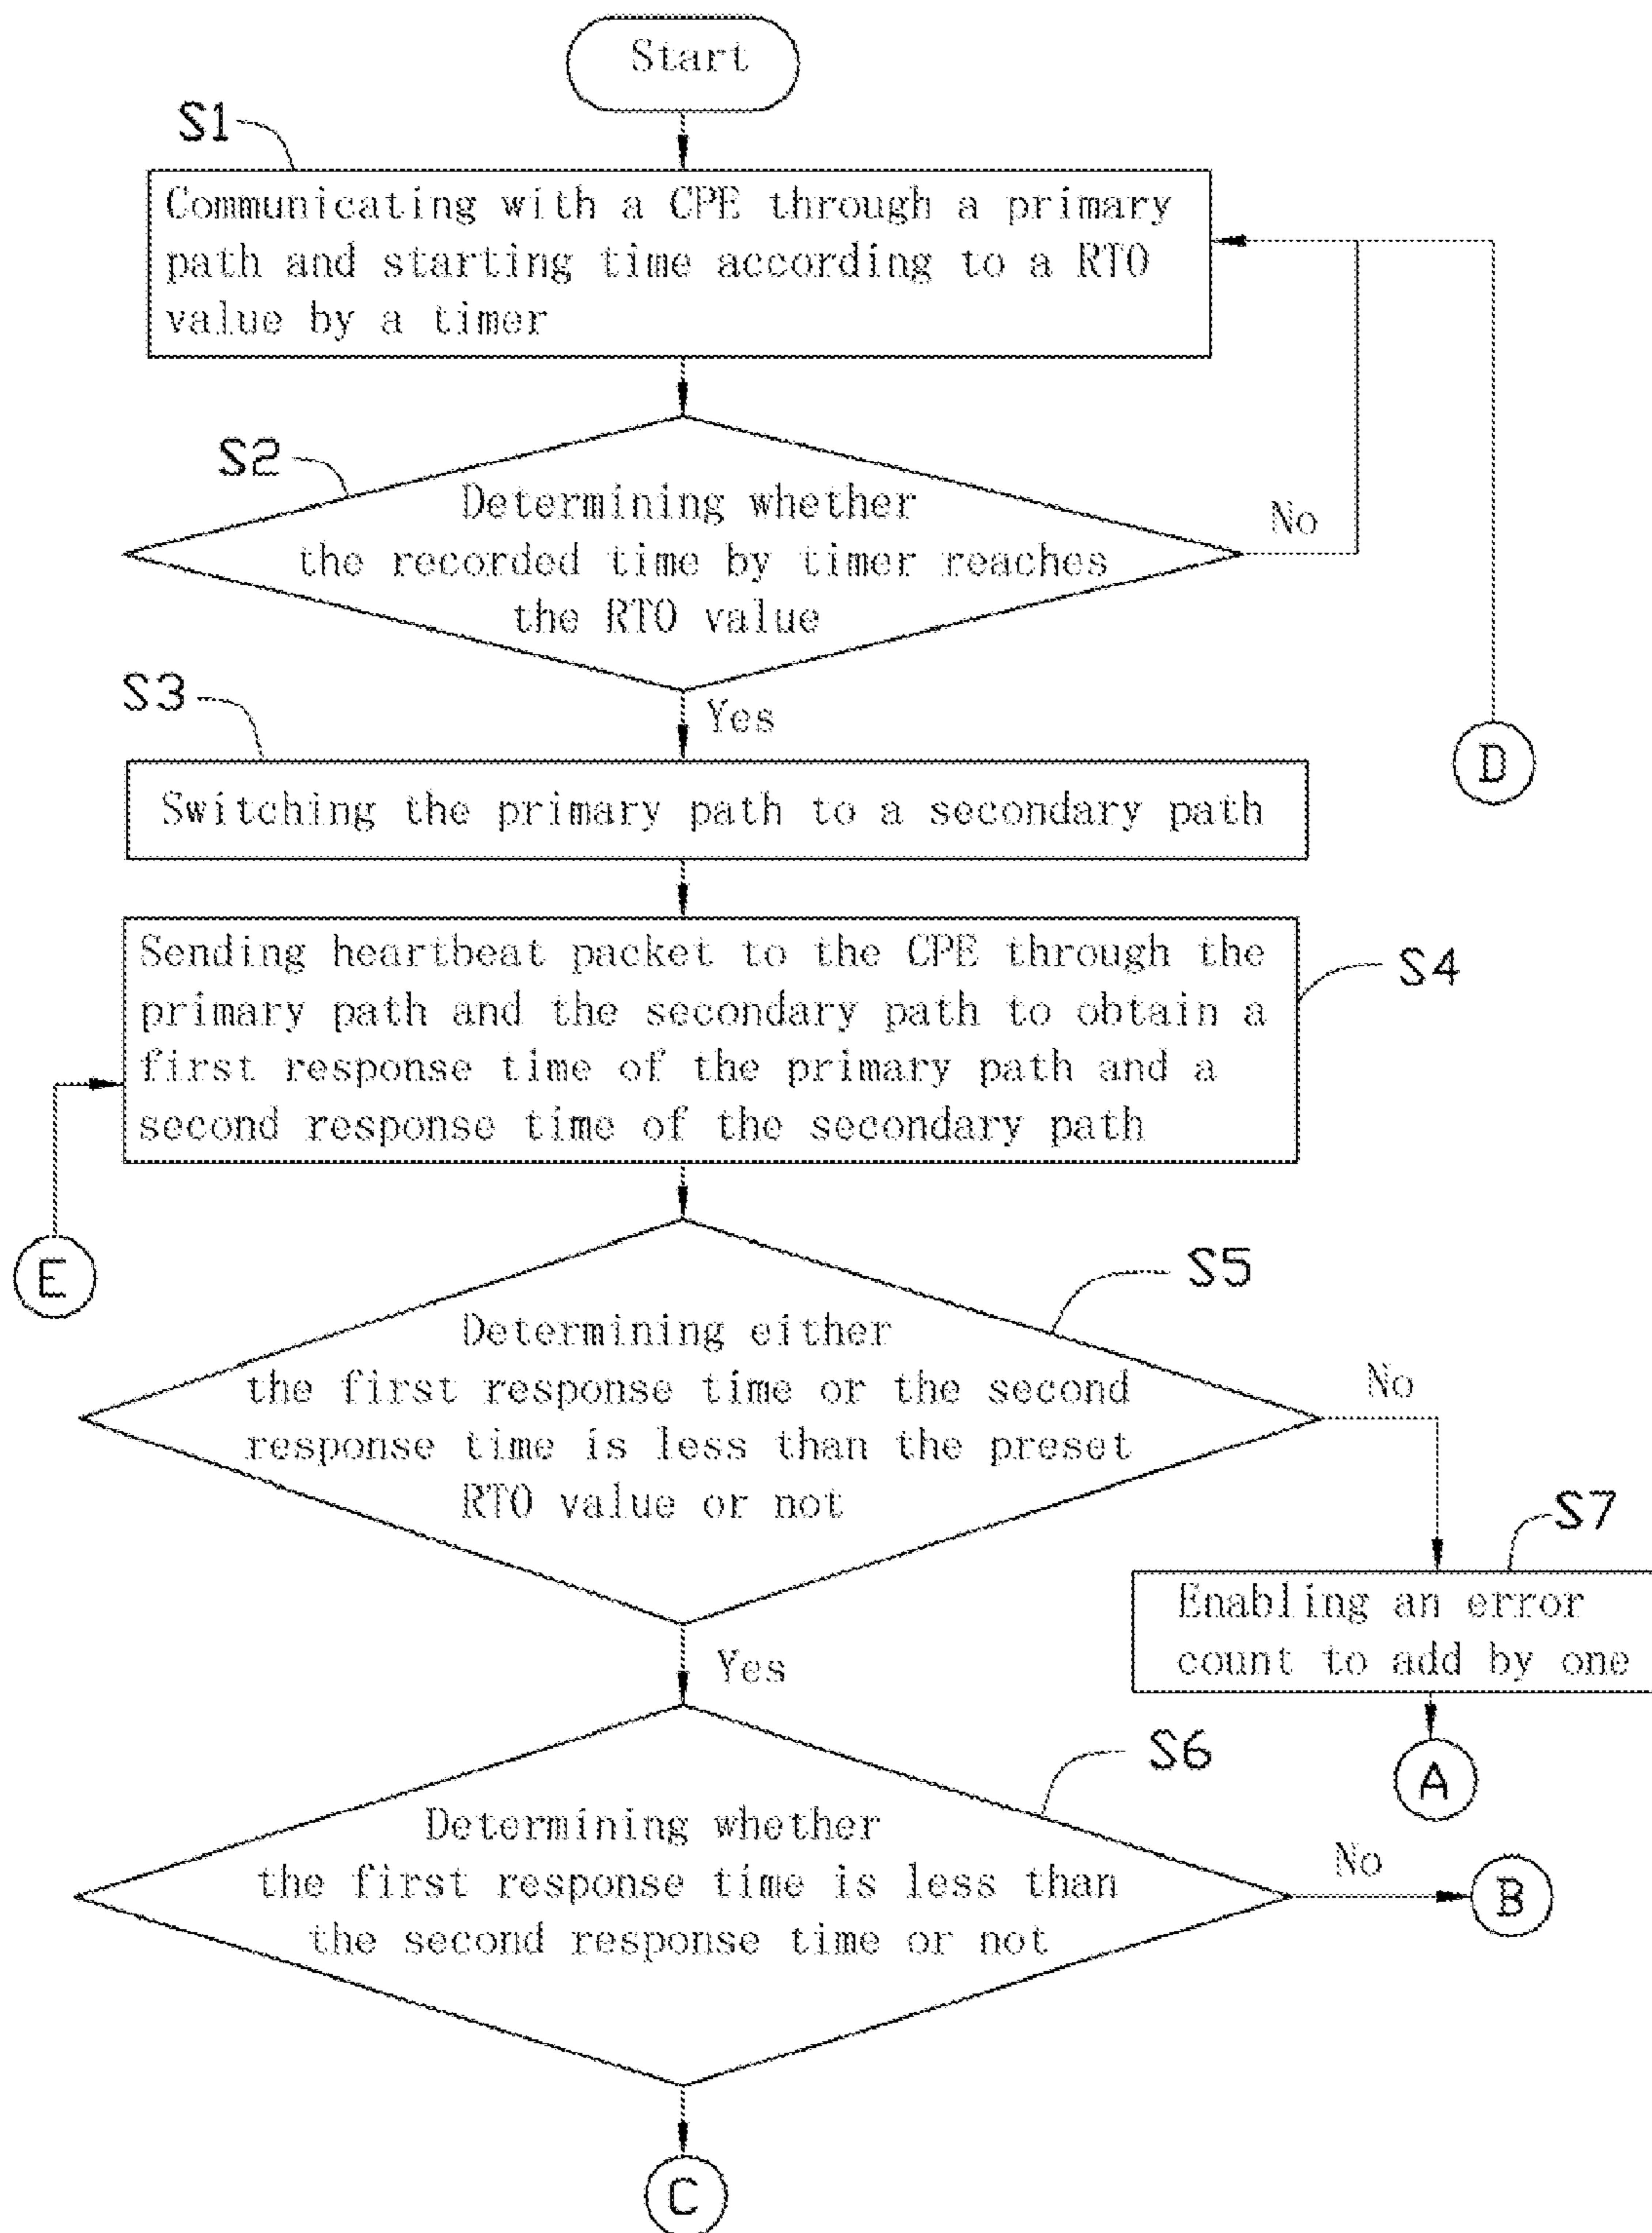 Start
S1
Communicating with a CPE through a primary
path and starting time according to a RTO
value by a timer
S2
Determining whether
the recorded time by timer reaches
the RTO value
No
Yes
S3
D
Switching the primary path to a secondary path
S4
Sending heartbeat packet to the CPE through the
primary path and the secondary path to obtain a
first response time of the primary path and a
second response time of the secondary path
E
S5
Determining either
the first response time or the second
response time is less than the preset
RTO value or not
No
Yes
S7
Enabling an error
count to add by one
A
S6
Determining whether
the first response time is less than
the second response time or not
No
B
C